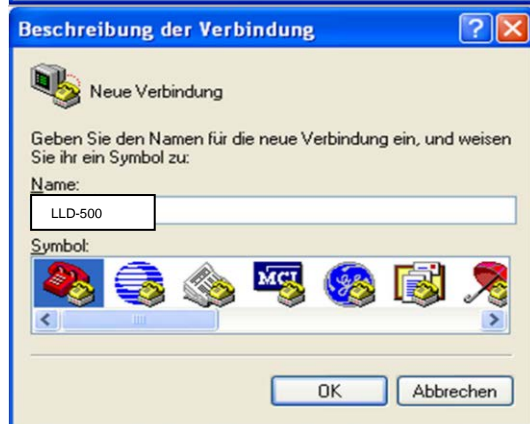 Beschreibung der Verbindung
Neue Verbindung
Geben Sie den Namen für die neue Verbindung ein, und weisen
Sie ihr ein Symbol zu:
Name:
LLD-500
Symbol:
MCI
OK
Abbrechen